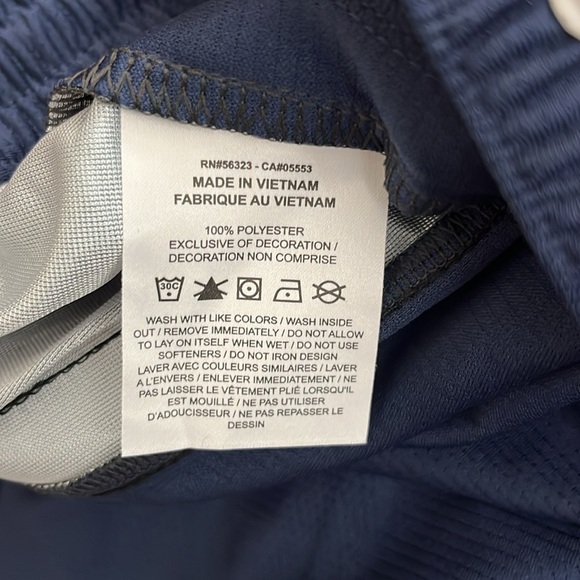 RN#56323 - CA#05553
MADE IN VIETNAM
FABRIQUE AU VIETNAM
100% POLYESTER
EXCLUSIVE OF DECORATION /
DECORATION NON COMPRISE
30C
WASH WITH LIKE COLORS / WASH INSIDE
OUT / REMOVE IMMEDIATELY / DO NOT ALLOW
TO LAY ON ITSELF WHEN WET / DO NOT USE
SOFTENERS / DO NOT IRON DESIGN
LAVER AVEC COULEURS SIMILAIRES / LAVER
A L'ENVERS / ENLEVER IMMEDIATEMENT / NE
PAS LAISSER LE VÊTEMENT PLIÉ LORSQU'IL
EST MOUILLÉ / NE PAS UTILISER
D'ADOUCISSEUR / NE PAS REPASSER LE
DESSIN